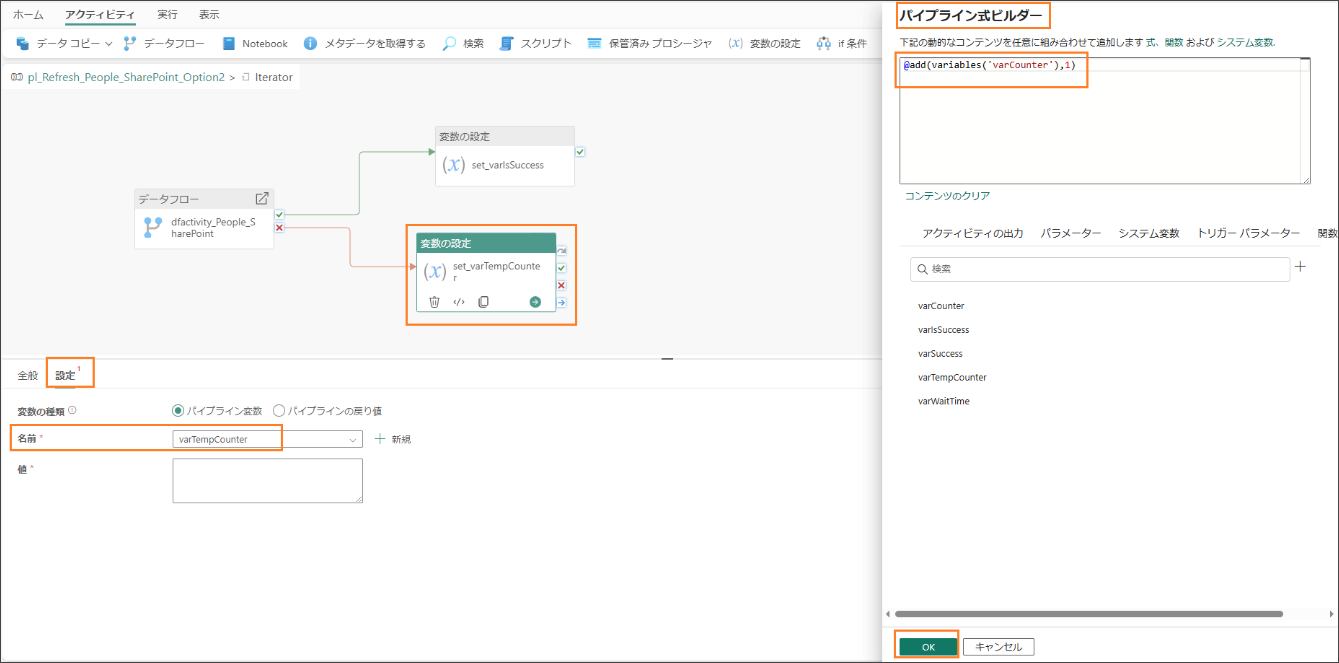 ホーム アクティビティ 実行 表示
データ コピー データフロー Notebook メタデータを取得する 検索 スクリプト 保管済み プロシージャ (x) 変数の設定 if 条件
pl_Refresh_People_SharePoint_Option2 > Iterator
変数の設定
(x) set_varIsSuccess
データフロー
dfactivity_People_S
harePoint
変数の設定
(x) set_varTempCounte
r
全般 設定 1
変数の種類 パイプライン変数 パイプラインの戻り値
名前 * varTempCounter 新規
値 *
パイプライン式ビルダー
下記の動的なコンテンツを任意に組み合わせて追加します 式、関数 および システム変数.
@add(variables('varCounter'),1)
コンテンツのクリア
アクティビティの出力 パラメーター システム変数 トリガー パラメーター 関数
検索
varCounter
varIsSuccess
varSuccess
varTempCounter
varWaitTime
OK キャンセル